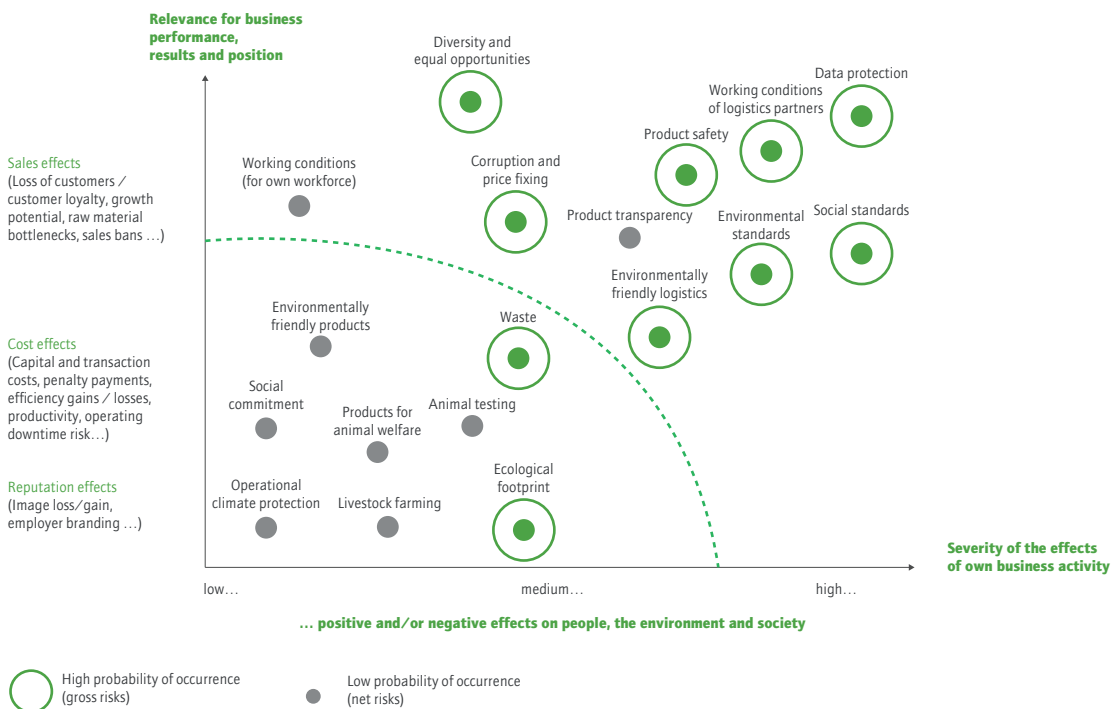 Relevance for business
performance,
results and position
Diversity and
equal opportunities
Data protection
Working conditions
of logistics partners
Product safety
Sales effects
(Loss of customers /
customer loyalty, growth
potential, raw material
bottlenecks, sales bans …)
Working conditions
(for own workforce)
Corruption and
price fixing
Product transparency
Environmental
standards
Social standards
Environmentally
friendly logistics
Environmentally
friendly products
Waste
Cost effects
(Capital and transaction
costs, penalty payments,
efficiency gains / losses,
productivity, operating
downtime risk…)
Social
commitment
Products for
animal welfare
Animal testing
Reputation effects
(Image loss/gain,
employer branding …)
Operational
climate protection
Livestock farming
Ecological
footprint
Severity of the effects
of own business activity
low…
medium…
high…
… positive and/or negative effects on people, the environment and society
High probability of occurrence
(gross risks)
Low probability of occurrence
(net risks)